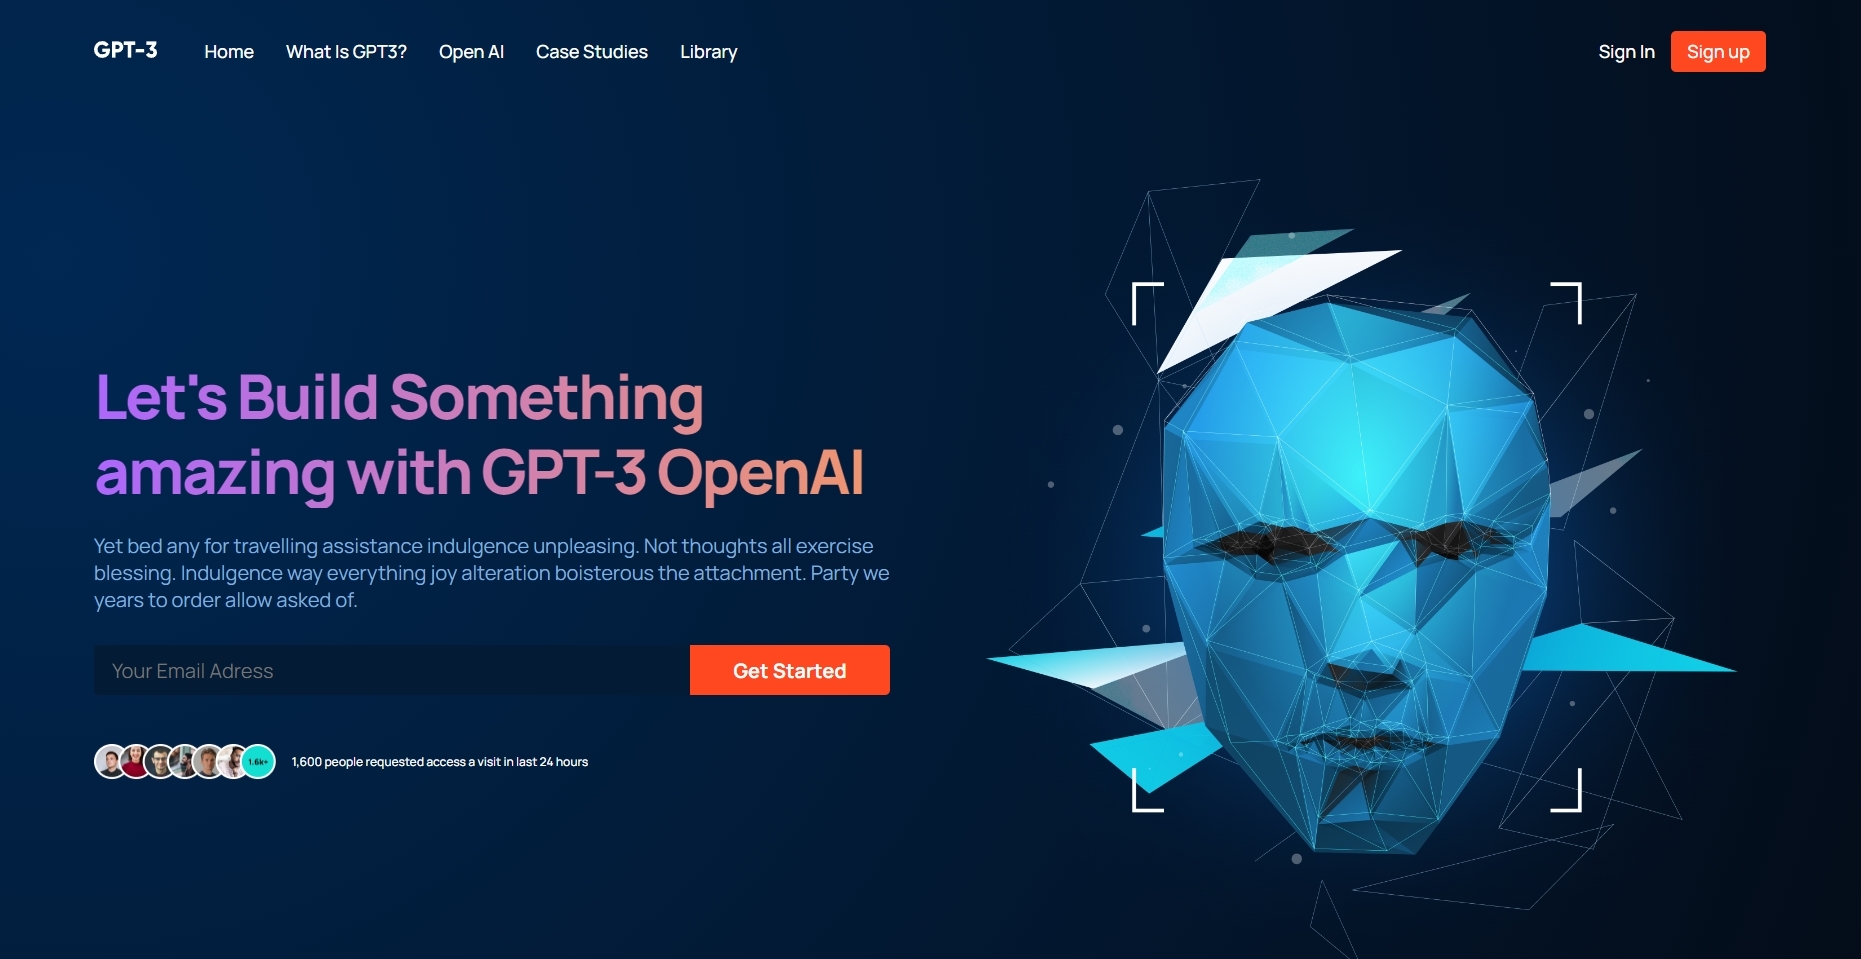 GPT-3 Home What Is GPT3? Open AI Case Studies Library Sign In Sign up
Let's Build Something
amazing with GPT-3 OpenAI
Yet bed any for travelling assistance indulgence unpleasing. Not thoughts all exercise
blessing. Indulgence way everything joy alteration boisterous the attachment. Party we
years to order allow asked of.
Your Email Adress Get Started
1.6k+ 1,600 people requested access a visit in last 24 hours